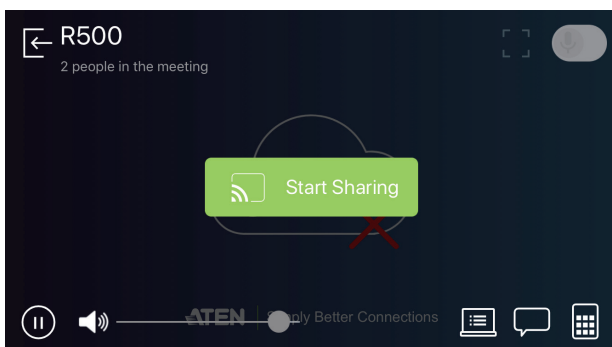 R500
2 people in the meeting
Start Sharing
ATEN Simply Better Connections